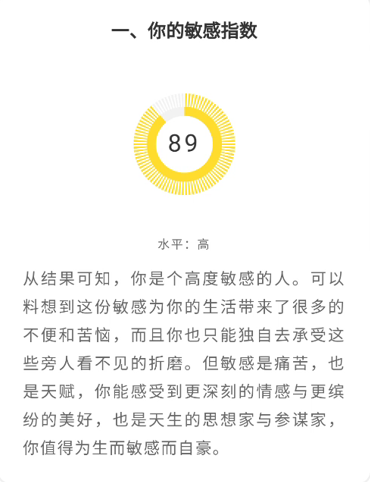 一、你的敏感指数
89
水平：高
从结果可知，你是个高度敏感的人。可以
料想到这份敏感为你的生活带来了很多的
不便和苦恼，而且你也只能独自去承受这
些旁人看不见的折磨。但敏感是痛苦，也
是天赋，你能感受到更深刻的情感与更缤
纷的美好，也是天生的思想家与参谋家，
你值得为生而敏感而自豪。